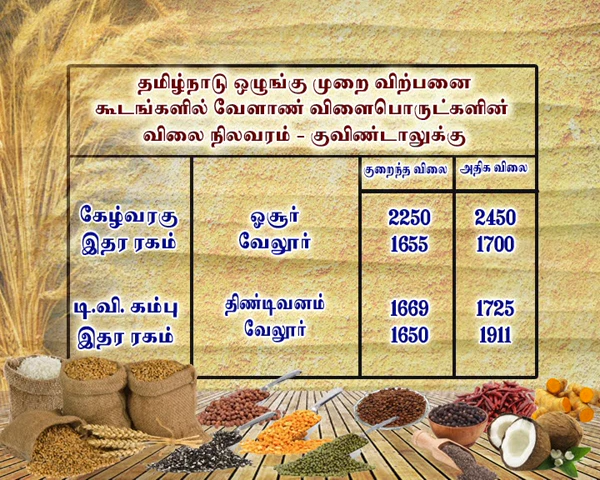 தமிழ்நாடு ஒழுங்கு முறை விற்பனை
கூடங்களில் வேளாண் விளைபொருட்களின்
விலை நிலவரம் - குவிண்டாலுக்கு
குறைந்த விலை அதிக விலை
கேழ்வரகு ஓசூர் 2250 2450
இதர ரகம் வேலூர் 1655 1700
டி.வி. கம்பு திண்டிவனம் 1669 1725
இதர ரகம் வேலூர் 1650 1911